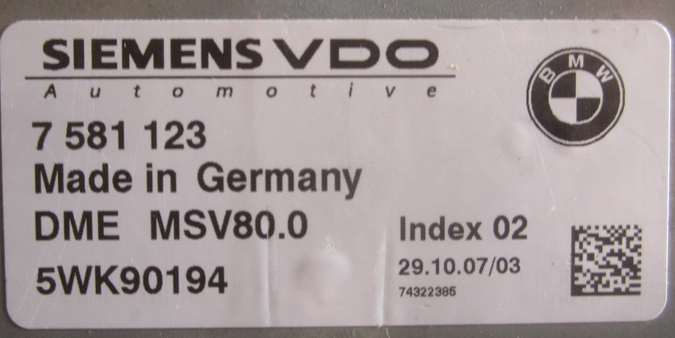 SIEMENS VDO
Automotive
BMW
7 581 123
Made in Germany
DME MSV80.0
Index 02
5WK90194
29.10.07/03
74322385